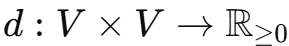 d : V × V → ℝ≥0